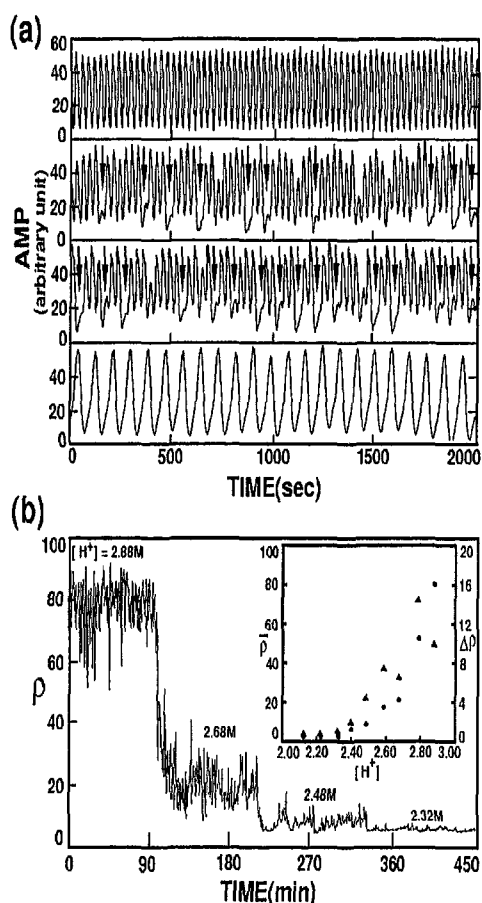 (a)
60
40
20
0
40
20
0
40
20
0
40
20
0
AMP
(arbitrary unit)
0 500 1000 1500 2000
TIME(sec)
(b)
100
80
60
40
20
0
ρ
[H⁺] = 2.88M
2.68M
2.48M
2.32M
100
80
60
40
20
0
ρ̄
20
16
12
8
4
0
Δρ
2.00 2.20 2.40 2.60 2.80 3.00
[H⁺]
0 90 180 270 360 450
TIME(min)